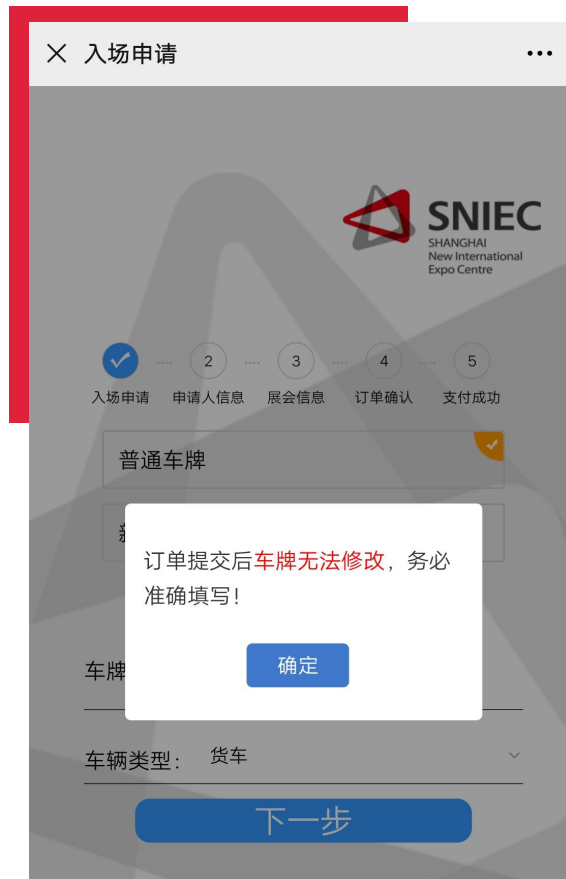 入场申请
SNIEC
SHANGHAI
New International
Expo Centre
2
3
4
5
入场申请 申请人信息 展会信息 订单确认 支付成功
普通车牌
订单提交后车牌无法修改，务必
准确填写！
确定
车牌
车辆类型： 货车
下一步